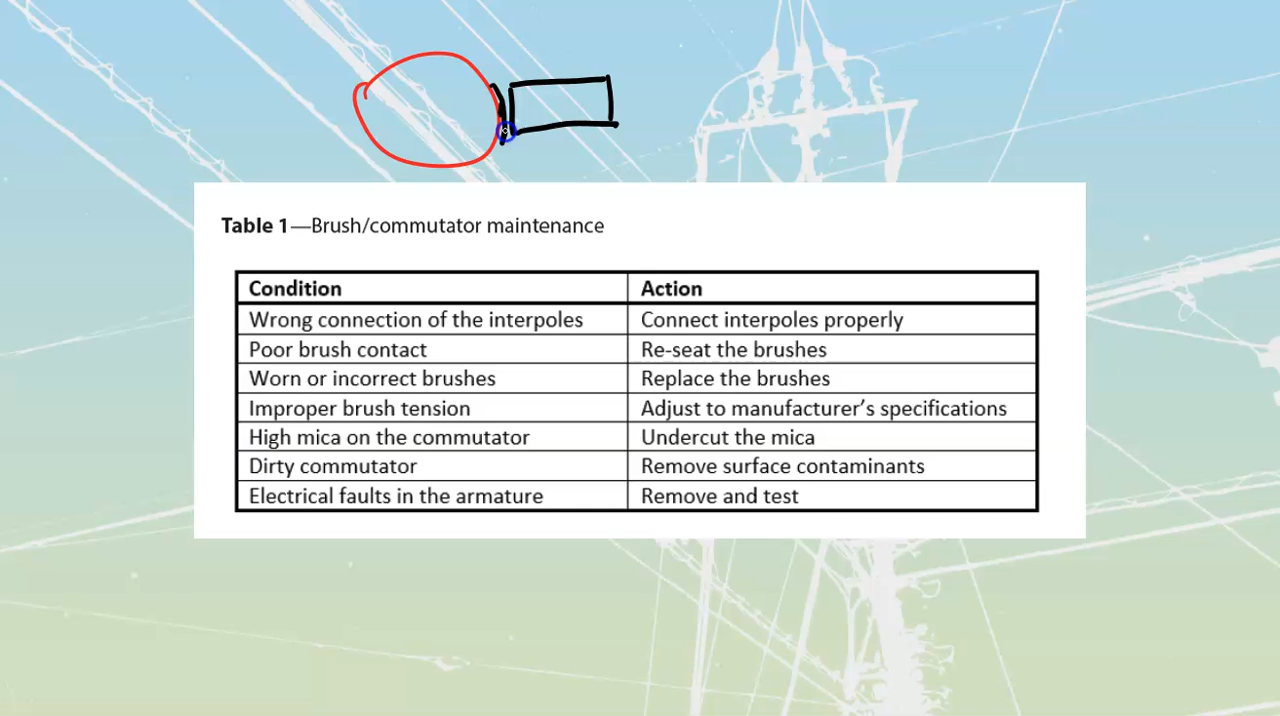 Table 1—Brush/commutator maintenance
Condition Action
Wrong connection of the interpoles Connect interpoles properly
Poor brush contact Re-seat the brushes
Worn or incorrect brushes Replace the brushes
Improper brush tension Adjust to manufacturer’s specifications
High mica on the commutator Undercut the mica
Dirty commutator Remove surface contaminants
Electrical faults in the armature Remove and test